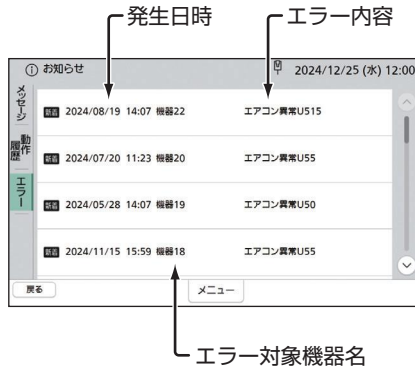 発生日時 エラー内容
お知らせ 2024/12/25 (水) 12:00
メッセージ
動作履歴
エラー
新着 2024/08/19 14:07 機器22 エアコン異常U515
新着 2024/07/20 11:23 機器20 エアコン異常U55
新着 2024/05/28 14:07 機器19 エアコン異常U50
新着 2024/11/15 15:59 機器18 エアコン異常U55
戻る メニュー
エラー対象機器名